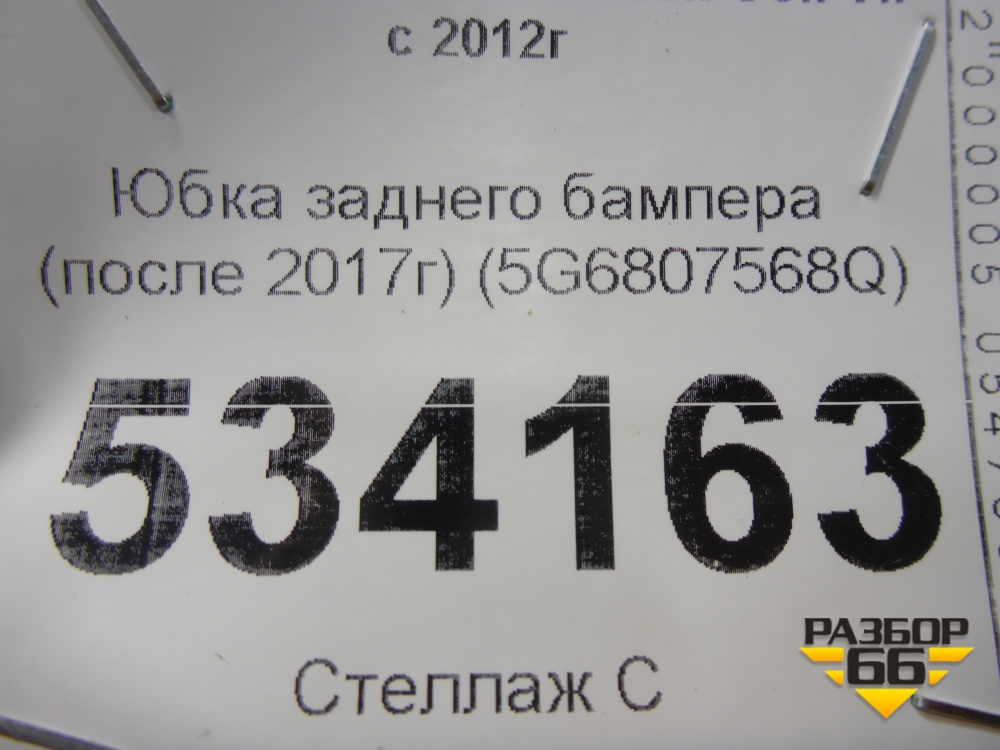 с 2012г
Юбка заднего бампера
(после 2017г) (5G6807568Q)
534163
Стеллаж С
РАЗБОР
66